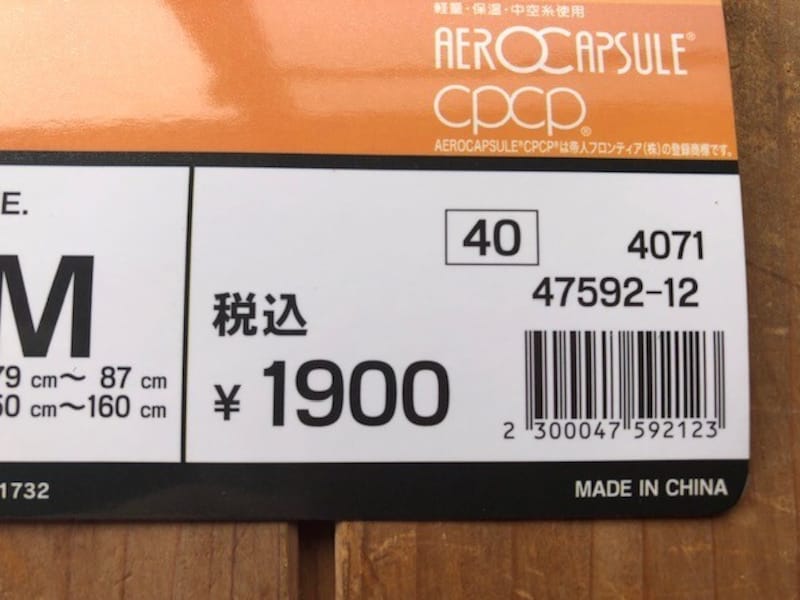 軽量・保温・中空糸使用
AEROCAPSULE®
CPCP®
AEROCAPSULE®CPCP®は帝人フロンティア(株)の登録商標です。
E.
M
79 cm～ 87 cm
50 cm～160 cm
40
4071
47592-12
税込
¥ 1900
2 300047 592123
1732
MADE IN CHINA